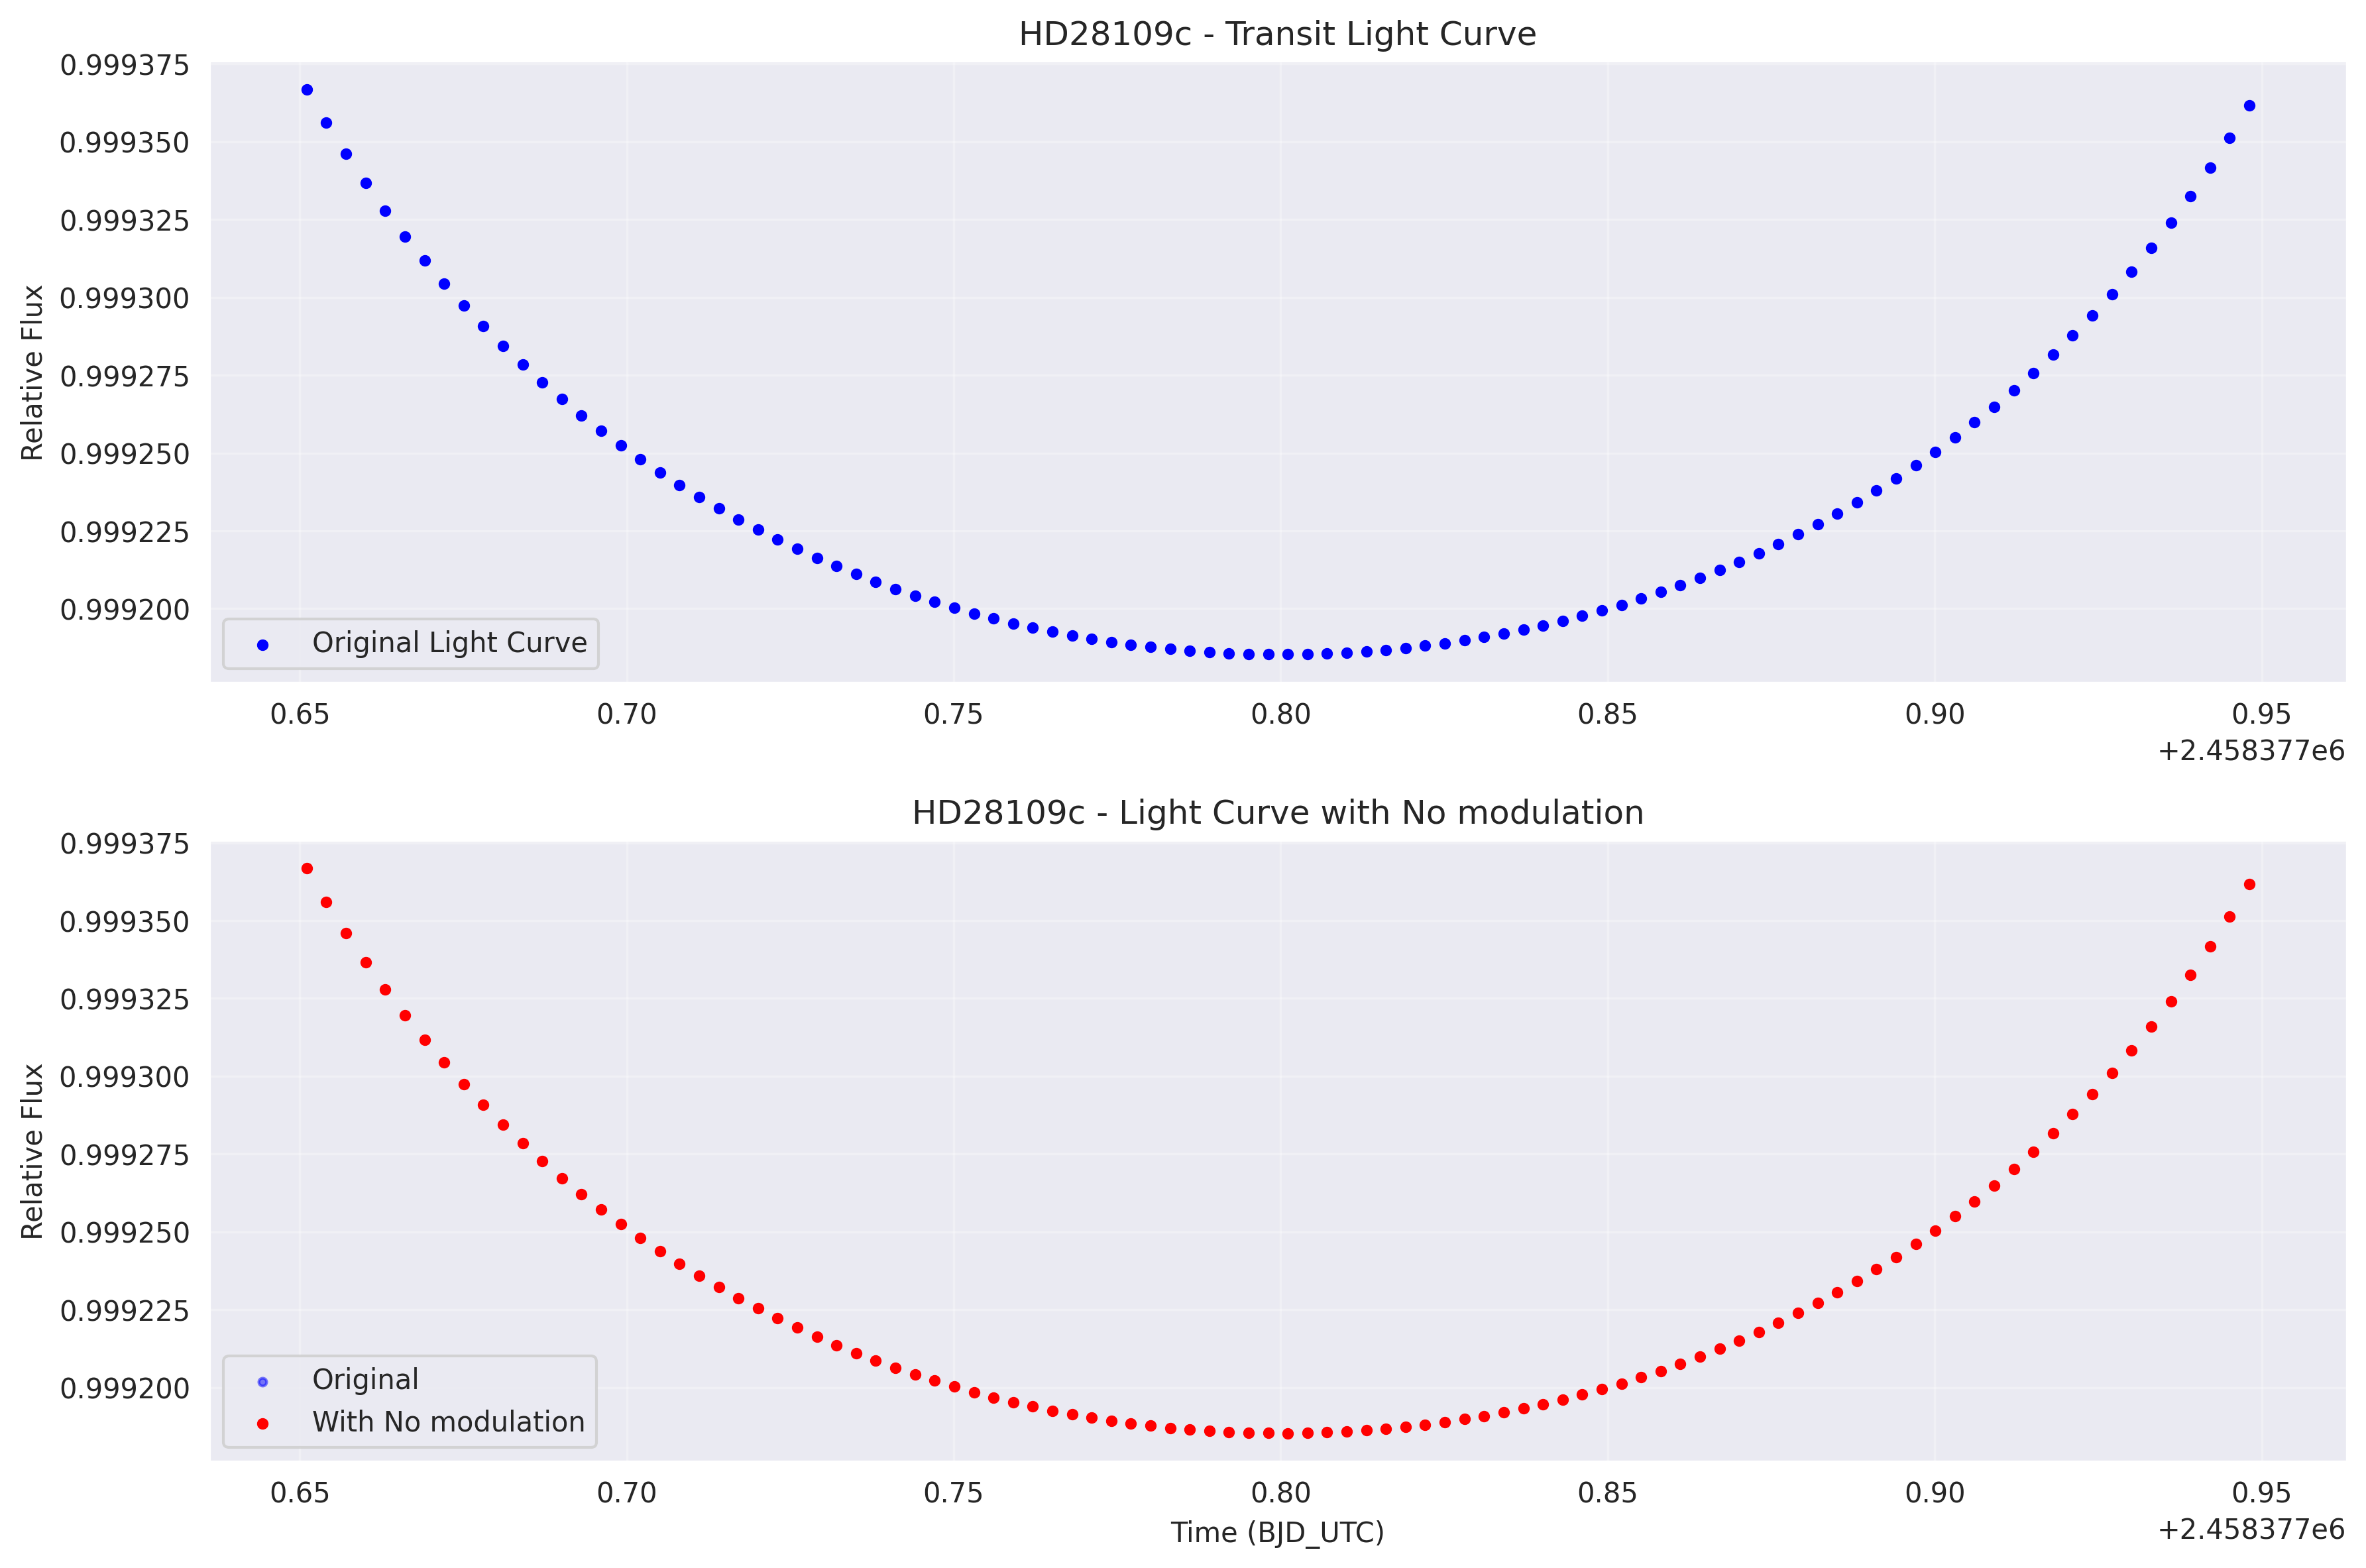 HD28109c - Transit Light Curve
0.999375
0.999350
0.999325
0.999300
0.999275
0.999250
0.999225
0.999200
Relative Flux
Original Light Curve
0.65 0.70 0.75 0.80 0.85 0.90 0.95
+2.458377e6
HD28109c - Light Curve with No modulation
0.999375
0.999350
0.999325
0.999300
0.999275
0.999250
0.999225
0.999200
Relative Flux
Original
With No modulation
0.65 0.70 0.75 0.80 0.85 0.90 0.95
Time (BJD_UTC)
+2.458377e6